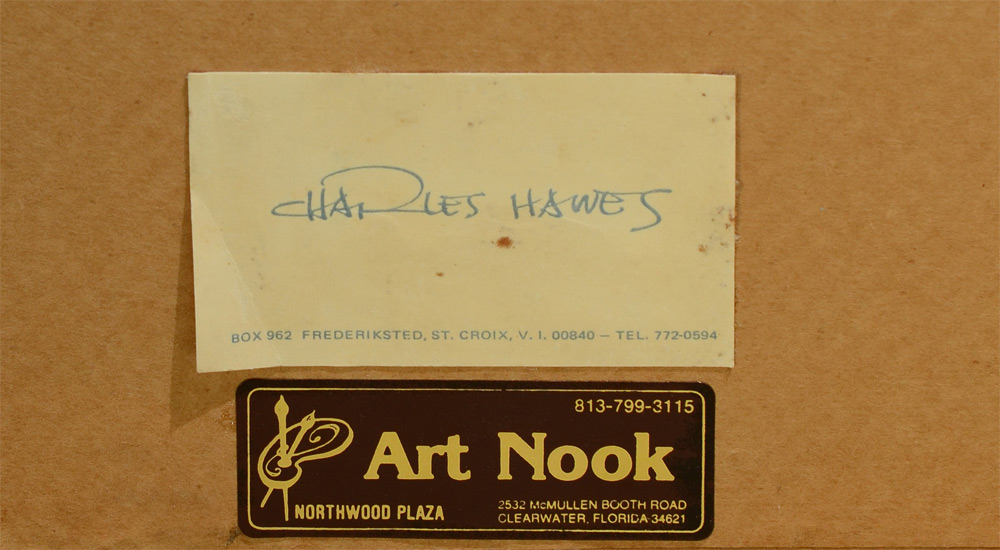 CHARLES HAWES
BOX 962 FREDERIKSTED, ST. CROIX, V. I. 00840 — TEL. 772-0594
813-799-3115
Art Nook
NORTHWOOD PLAZA
2532 McMULLEN BOOTH ROAD
CLEARWATER, FLORIDA 34621